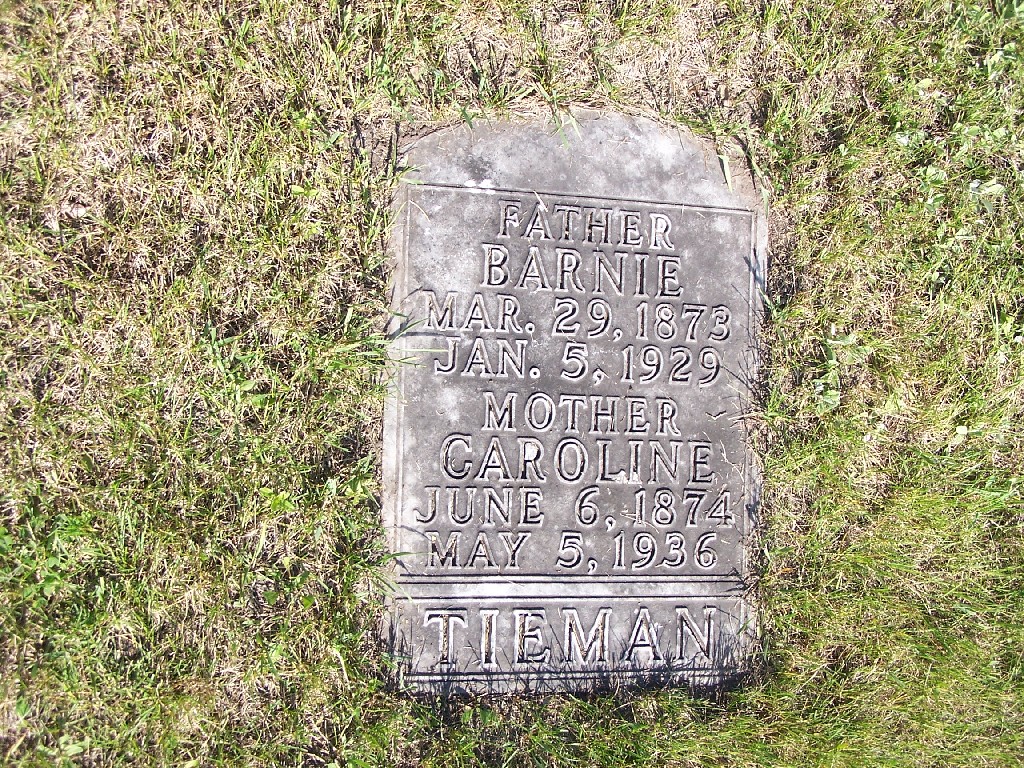 FATHER
BARNIE
MAR. 29, 1873
JAN. 5, 1929
MOTHER
CAROLINE
JUNE 6, 1874
MAY 5, 1936
TIEMAN